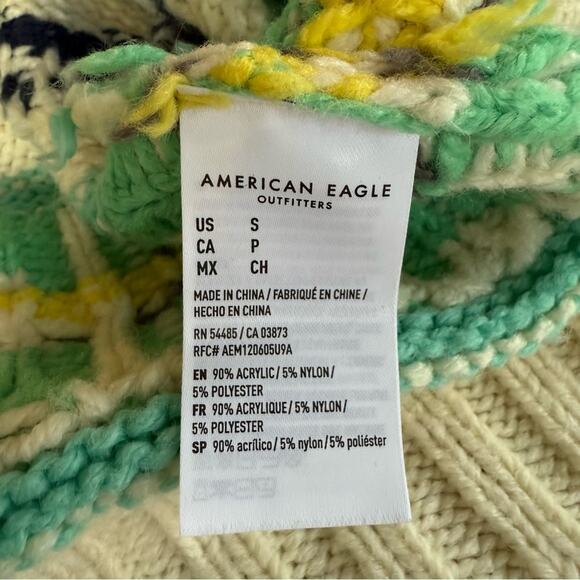 AMERICAN EAGLE
OUTFITTERS
US S
CA P
MX CH
MADE IN CHINA / FABRIQUÉ EN CHINE /
HECHO EN CHINA
RN 54485 / CA 03873
RFC# AEM120605U9A
EN 90% ACRYLIC / 5% NYLON /
5% POLYESTER
FR 90% ACRYLIQUE / 5% NYLON /
5% POLYESTER
SP 90% acrílico / 5% nylon / 5% poliéster